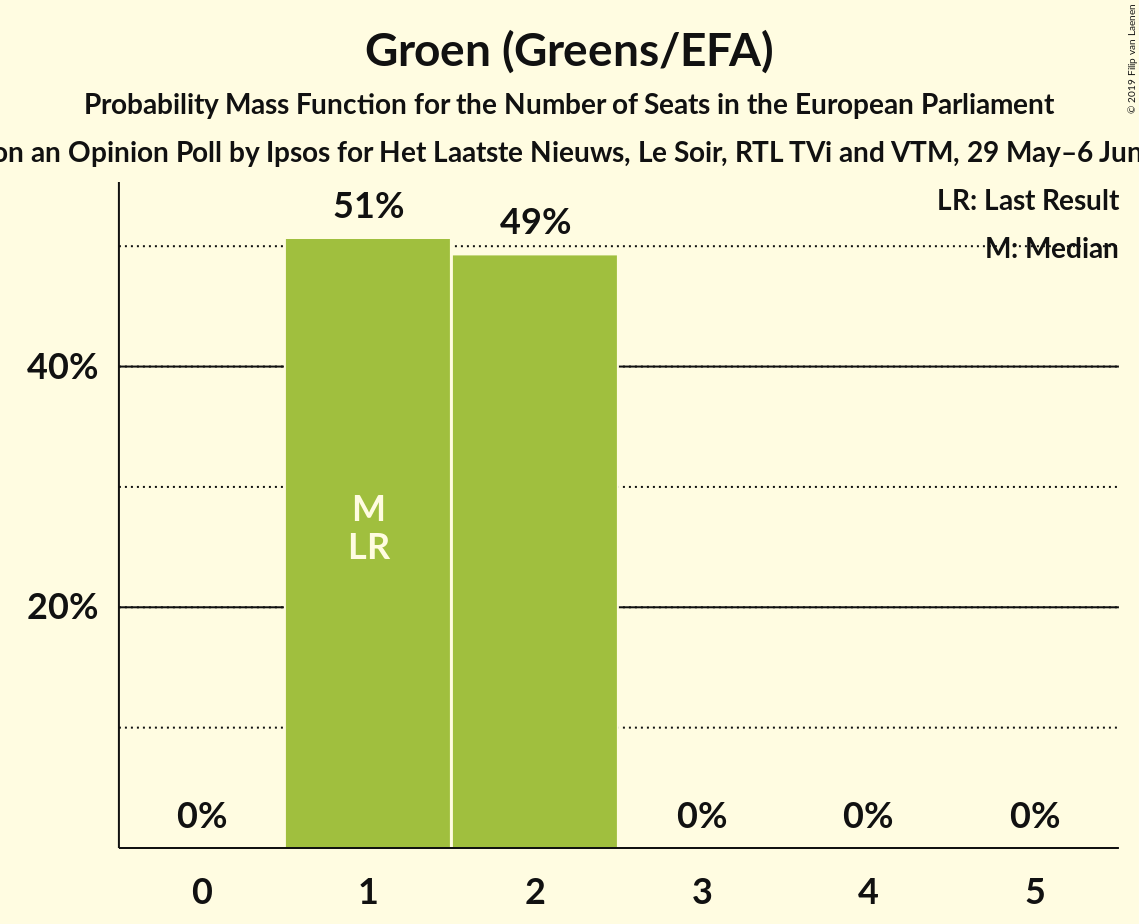 Groen (Greens/EFA)
Probability Mass Function for the Number of Seats in the European Parliament
on an Opinion Poll by Ipsos for Het Laatste Nieuws, Le Soir, RTL TVi and VTM, 29 May–6 Jun
© 2019 Filip van Laenen
LR: Last Result
M: Median
51%
49%
40%
20%
M
LR
0%
0%
0%
0%
0
1
2
3
4
5